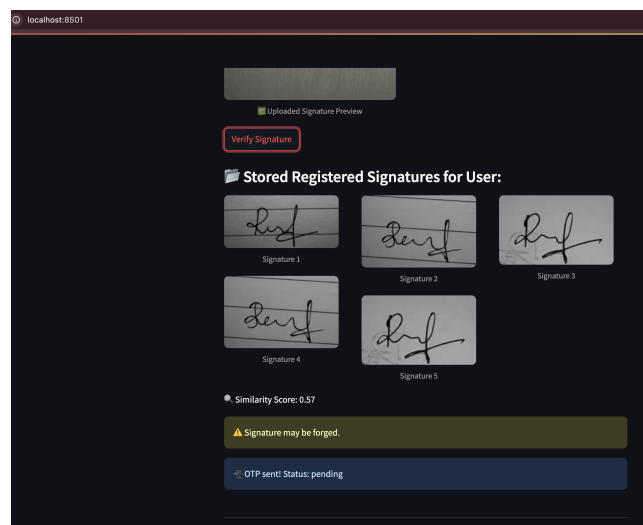 localhost:8501
Uploaded Signature Preview
Verify Signature
Stored Registered Signatures for User:
Signature 1
Signature 2
Signature 3
Signature 4
Signature 5
Similarity Score: 0.57
Signature may be forged.
OTP sent! Status: pending